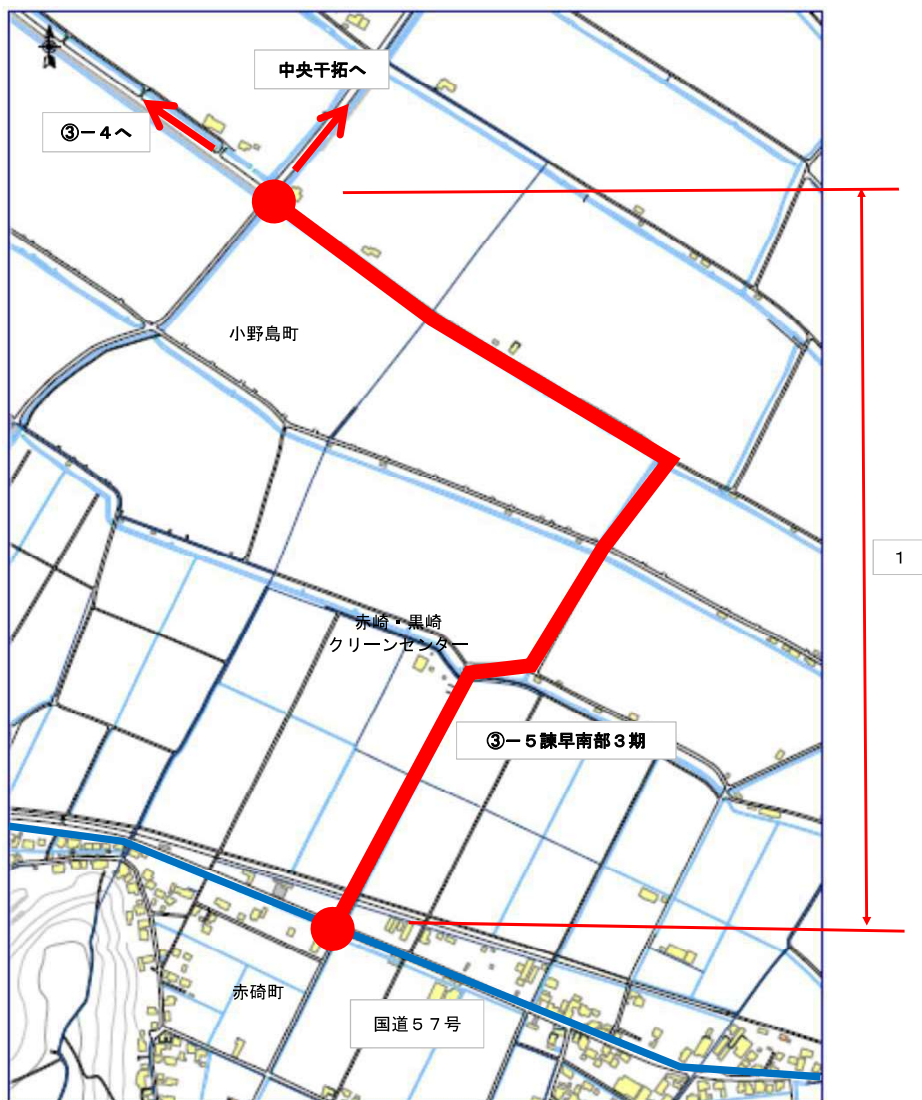 中央干拓へ
③－４へ
小野島町
１
赤崎・黒崎
クリーンセンター
③－５諫早南部３期
赤碕町
国道５７号